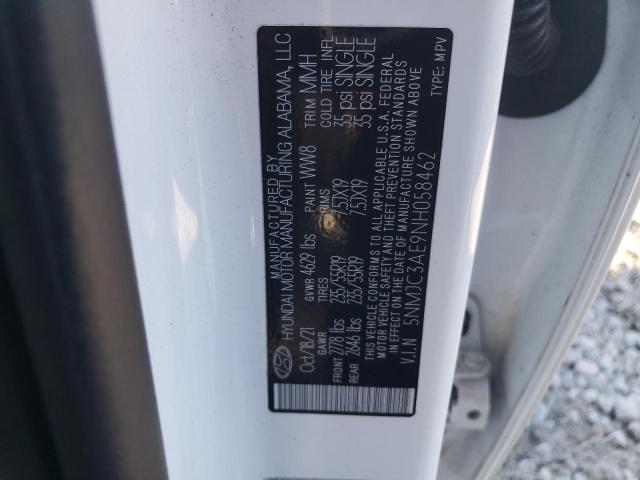 MANUFACTURED BY
HYUNDAI MOTOR MANUFACTURING ALABAMA, LLC
Oct/18/21 GVWR 4629 lbs PAINT WW8 TRIM MMH
GAWR TIRES RIMS COLD TIRE INFL
FRONT 2778 lbs 235/55R19 7.5JX19 35 psi SINGLE
REAR 2646 lbs 235/55R19 7.5JX19 35 psi SINGLE
THIS VEHICLE CONFORMS TO ALL APPLICABLE U.S.A. FEDERAL
MOTOR VEHICLE SAFETY AND THEFT PREVENTION STANDARDS
IN EFFECT ON THE DATE OF MANUFACTURE SHOWN ABOVE
V.I.N 5NMJC3AE9NH058462 TYPE: MPV